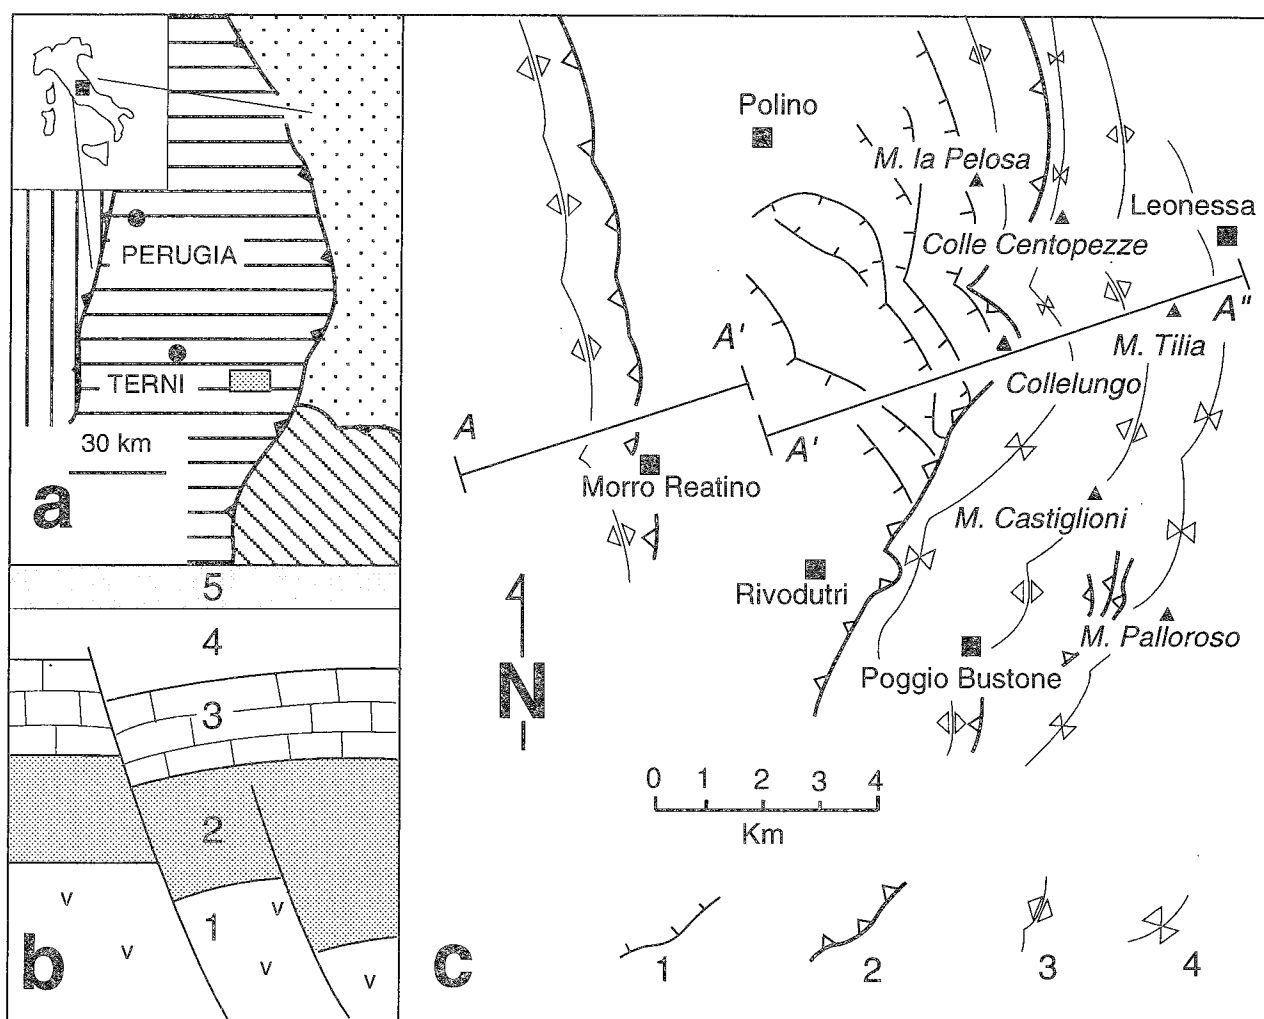 PERUGIA
TERNI
30 km
a
5
4
3
2
1
v
v
v
v
v
b
Polino
M. la Pelosa
Leonessa
Colle Centopezze
A'
A"
M. Tilia
Collelungo
A
A'
Morro Reatino
M. Castiglioni
Rivodutri
M. Palloroso
Poggio Bustone
N
0 1 2 3 4
Km
c
1 2 3 4